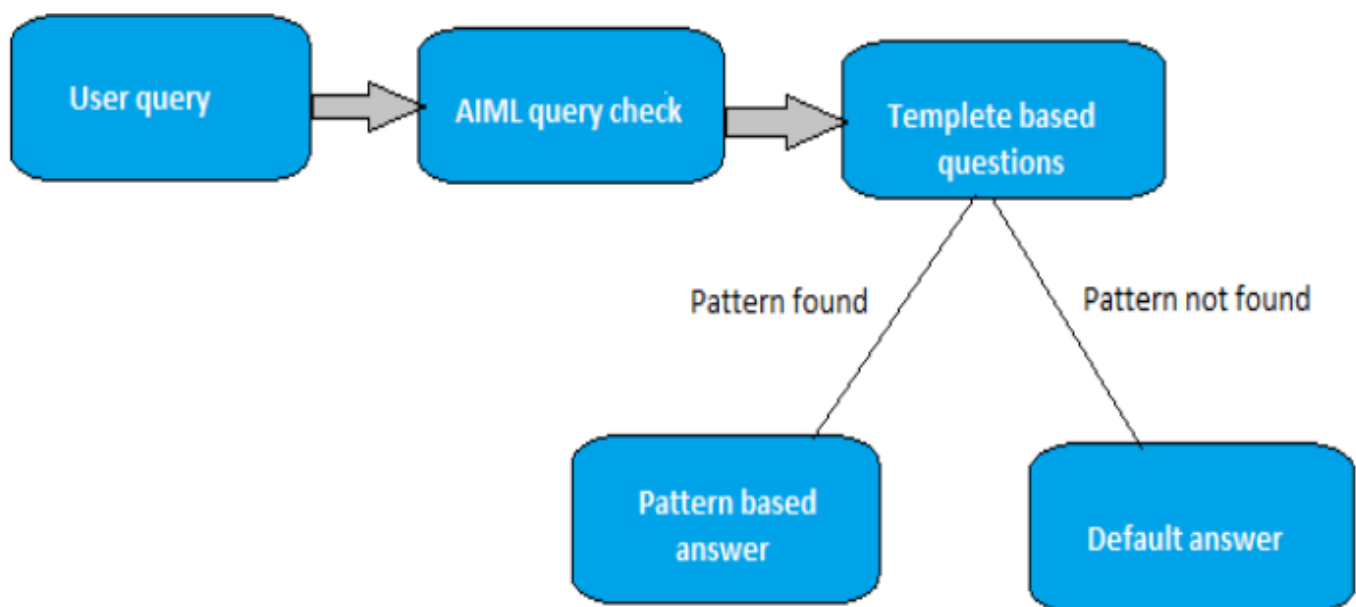 User query
AIML query check
Templete based
questions
Pattern found
Pattern not found
Pattern based
answer
Default answer